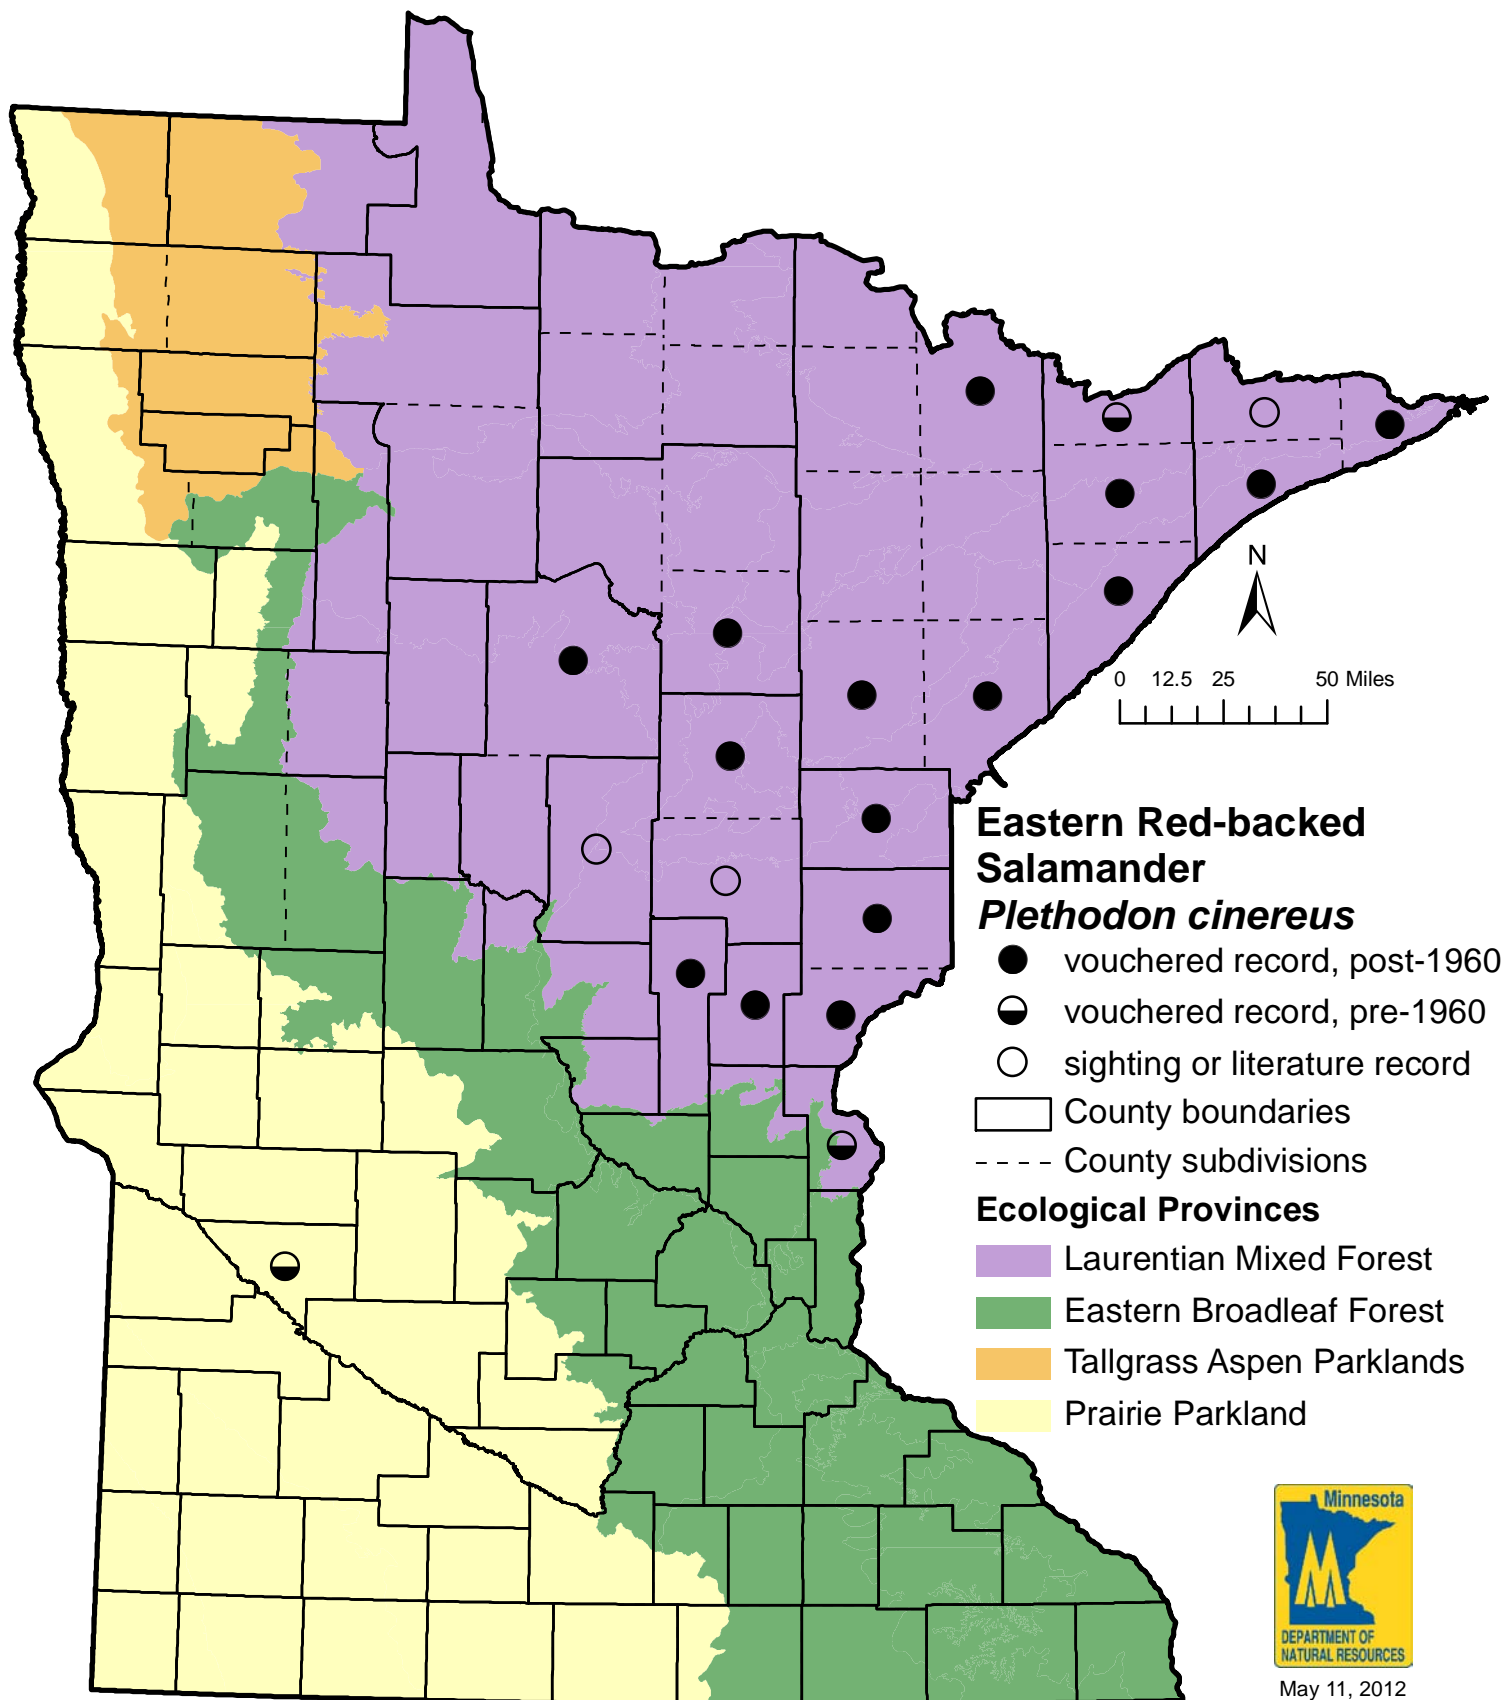 N
0 12.5 25 50 Miles
Eastern Red-backed
Salamander
Plethodon cinereus
vouchered record, post-1960
vouchered record, pre-1960
sighting or literature record
County boundaries
County subdivisions
Ecological Provinces
Laurentian Mixed Forest
Eastern Broadleaf Forest
Tallgrass Aspen Parklands
Prairie Parkland
Minnesota
DEPARTMENT OF
NATURAL RESOURCES
May 11, 2012